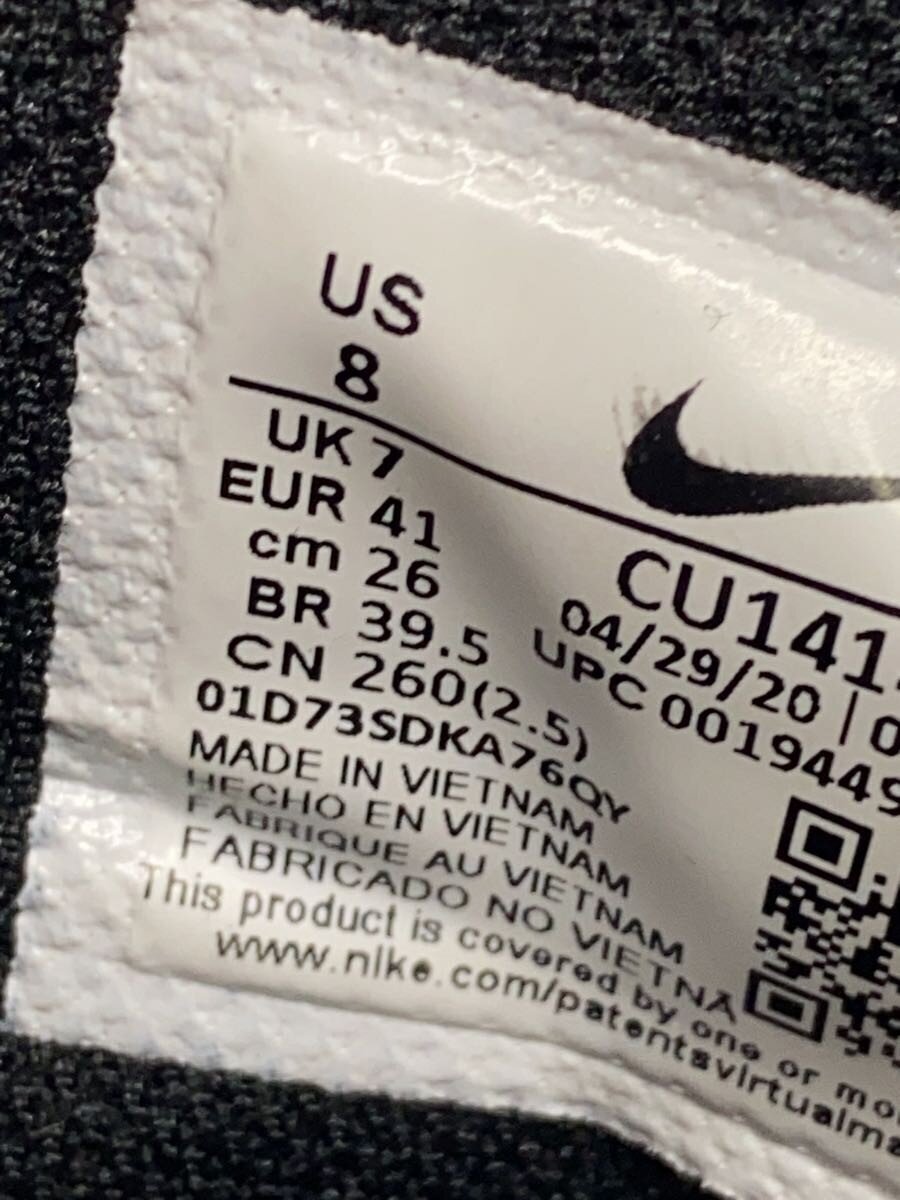 US
8
UK 7
EUR 41
cm 26
BR 39.5
CN 260(2.5)
01D73SDKA76QY
MADE IN VIETNAM
HECHO EN VIETNAM
FABRIQUE AU VIETNAM
FABRICADO NO VIETNA
This product is covered by one or mo
www.nike.com/patentsvirtualma
CU141
04/29/20 | 0
UPC 0019449